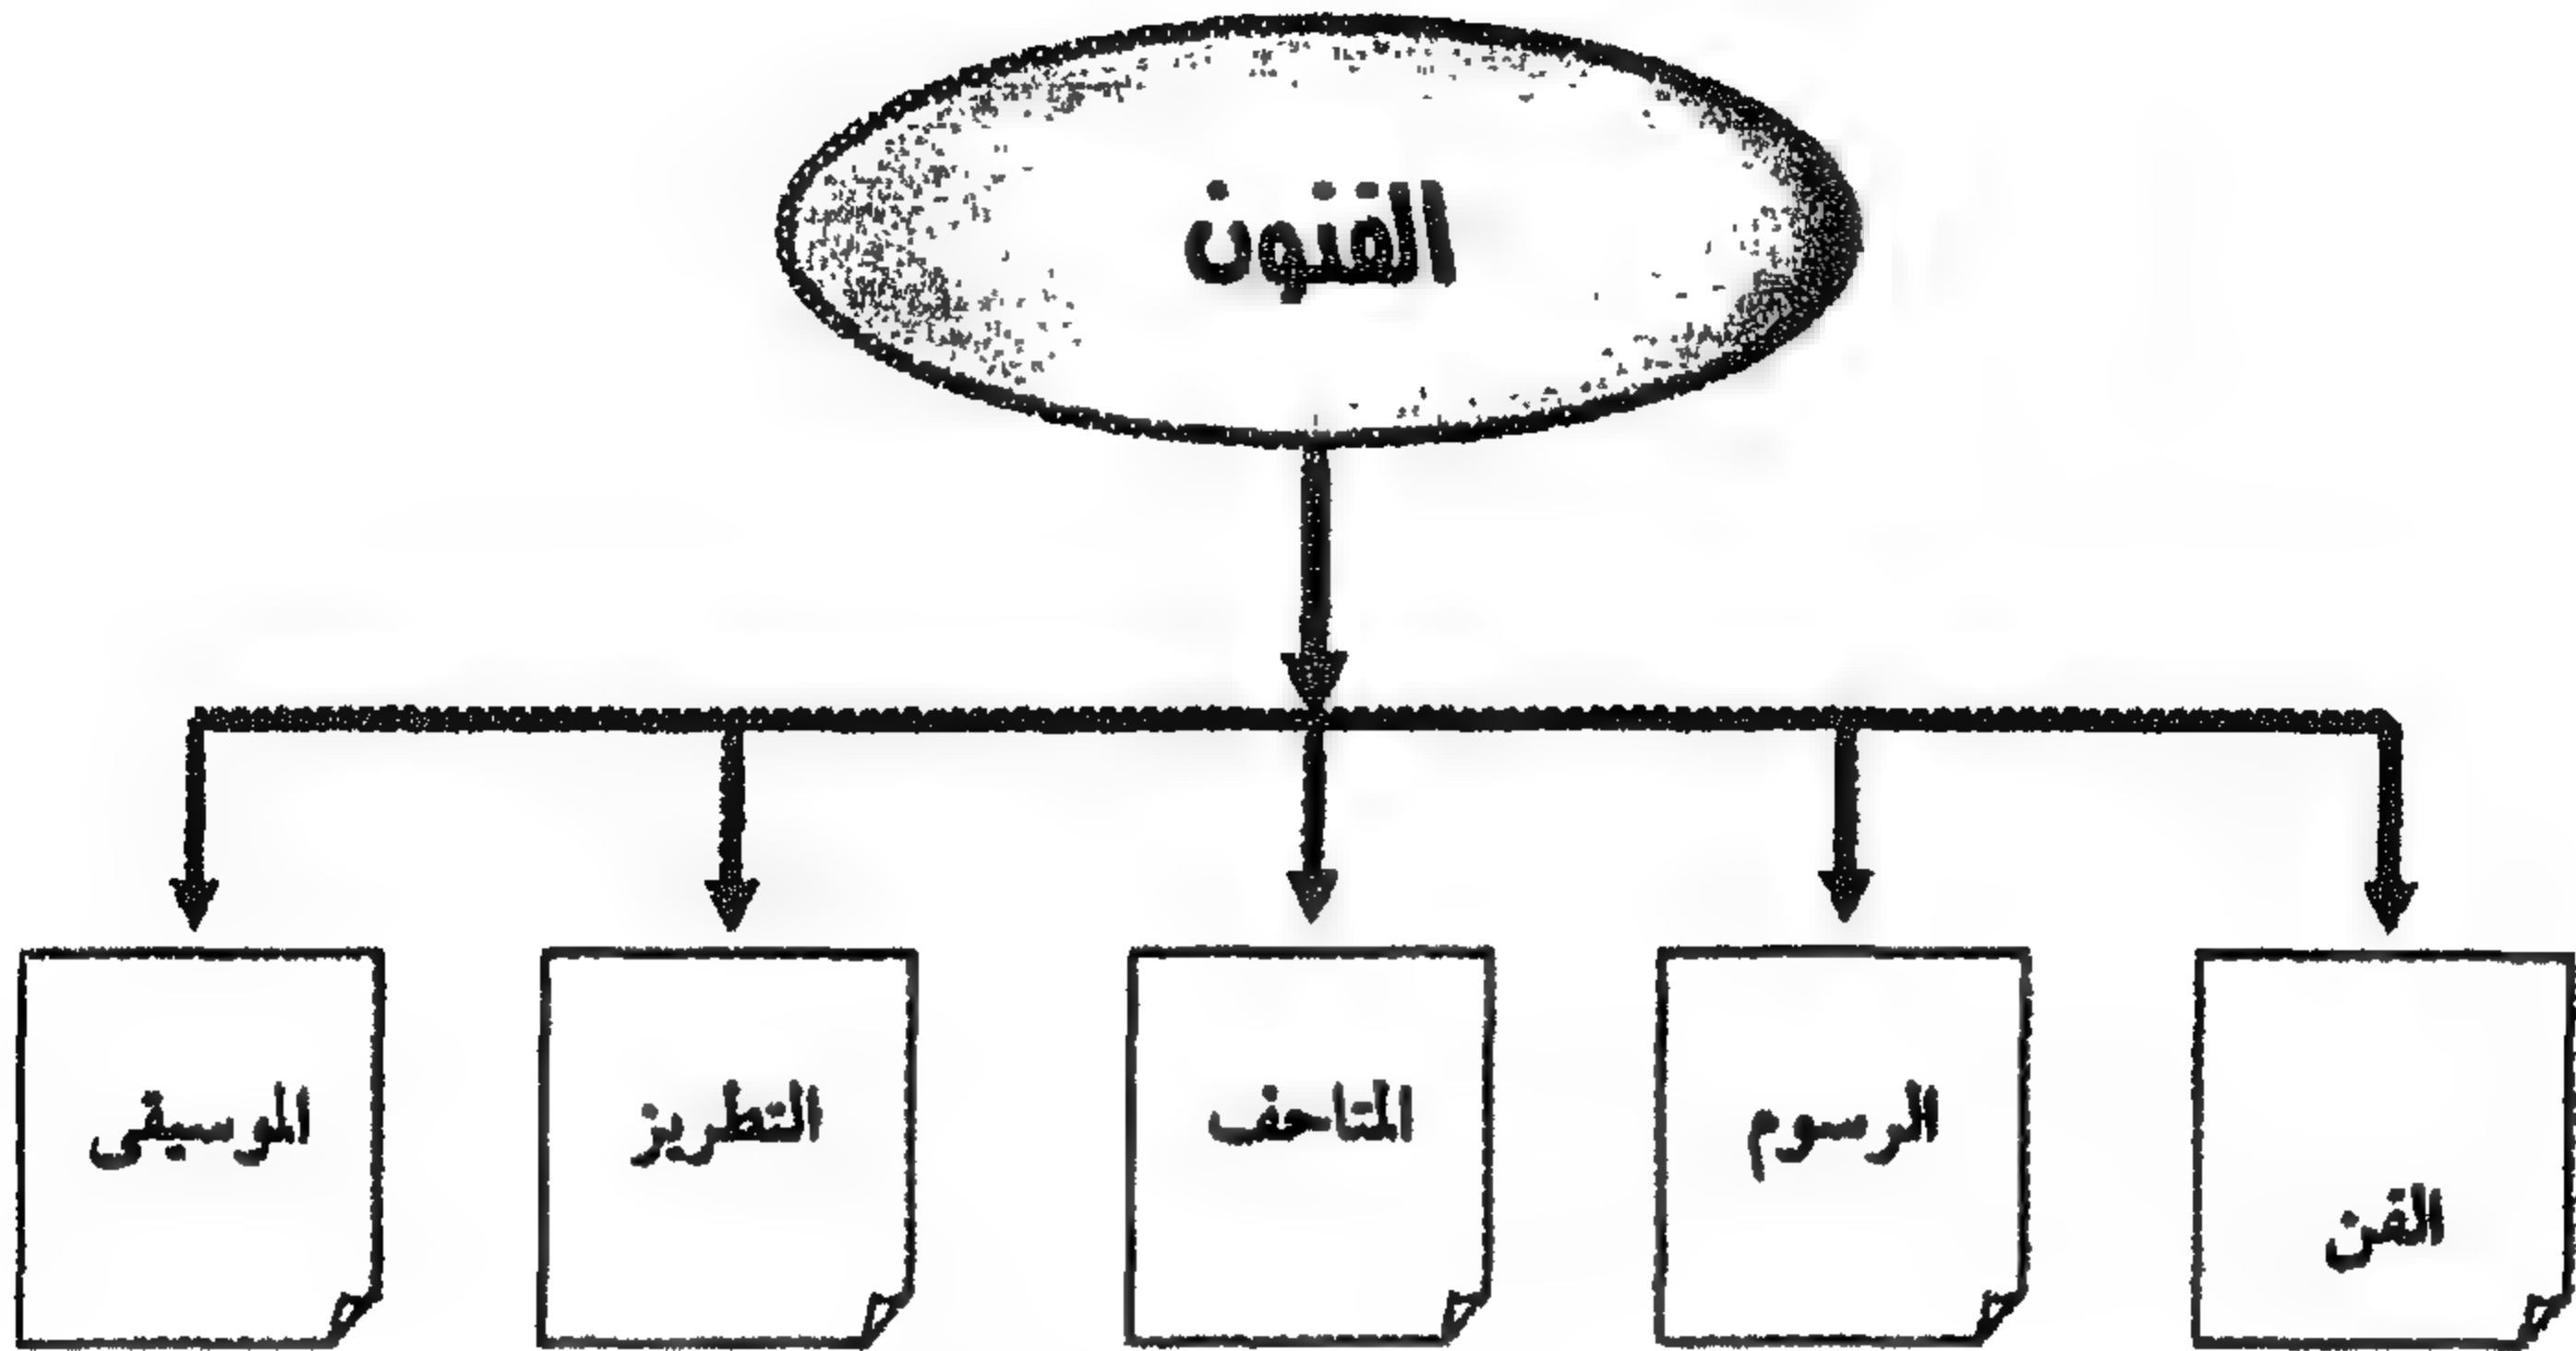 الفنون
الفن
الرسوم
المتاحف
التطريز
الموسيقى